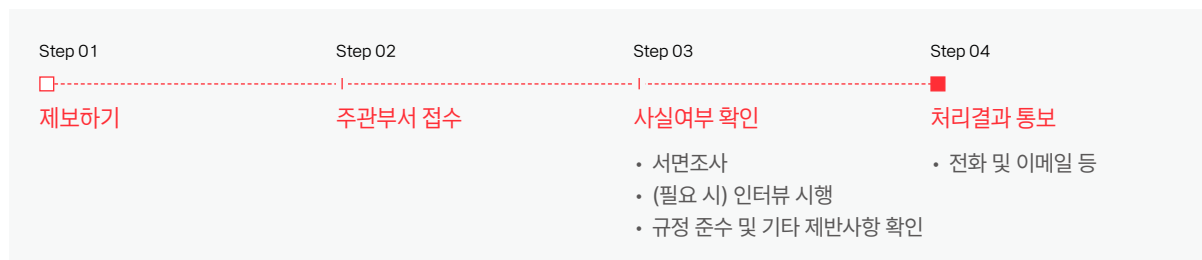 Step 01
제보하기
Step 02
주관부서 접수
Step 03
사실여부 확인
• 서면조사
• (필요 시) 인터뷰 시행
• 규정 준수 및 기타 제반사항 확인
Step 04
처리결과 통보
• 전화 및 이메일 등